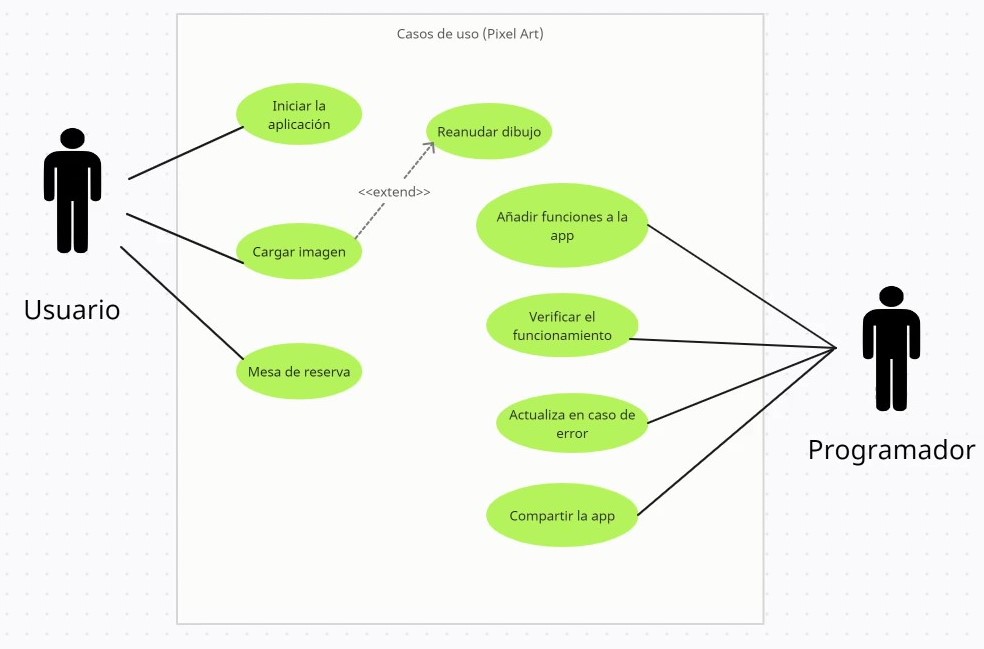 Casos de uso (Pixel Art)
Iniciar la
aplicación
Reanudar dibujo
<<extend>>
Añadir funciones a la
app
Cargar imagen
Usuario
Verificar el
funcionamiento
Mesa de reserva
Actualiza en caso de
error
Programador
Compartir la app